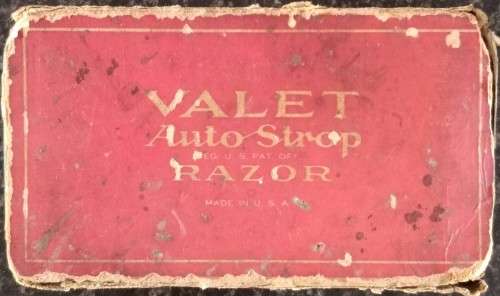 VALET
Auto Strop
REG. U. S. PAT. OFF.
RAZOR
MADE IN U. S. A.